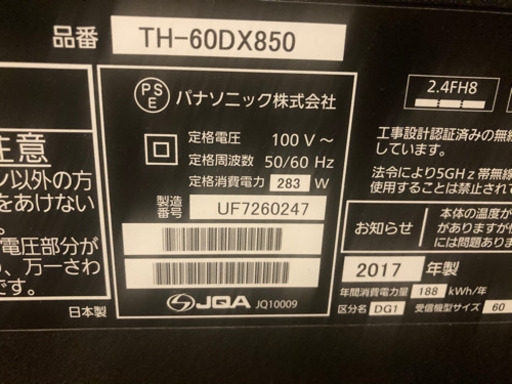 品番 TH-60DX850
PS
E
パナソニック株式会社
定格電圧 100 V～
定格周波数 50/60 Hz
定格消費電力 283 W
製造
番号 UF7260247
JQA JQ10009
注意
ン以外の方
をあけない
電圧部分が
、万一さわ
日本製
2.4FH8
工事設計認証済みの無線
しています。
法令により5GHz帯無線
使用することは禁止され
お知らせ
本体の温度が
がありますが性
には問題ありませ
2017 年製
年間消費電力量 188 kWh/年
区分名 DG1 受信機型サイズ 60